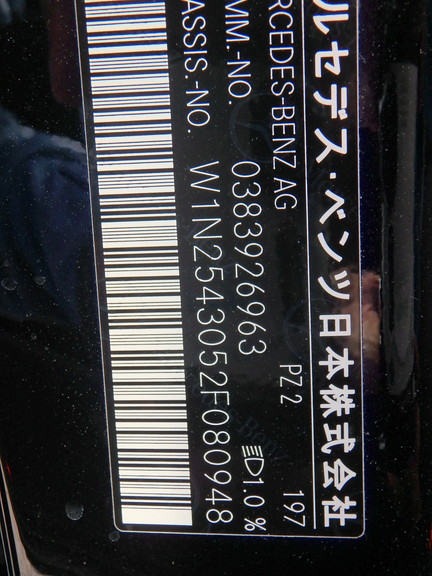 ルセデス・ベンツ日本株式会社
RCEDES-BENZ AG PZ 2 197
MM.-NO. 0383926963 1.0 %
ASSIS.-NO. W1N2543052F080948